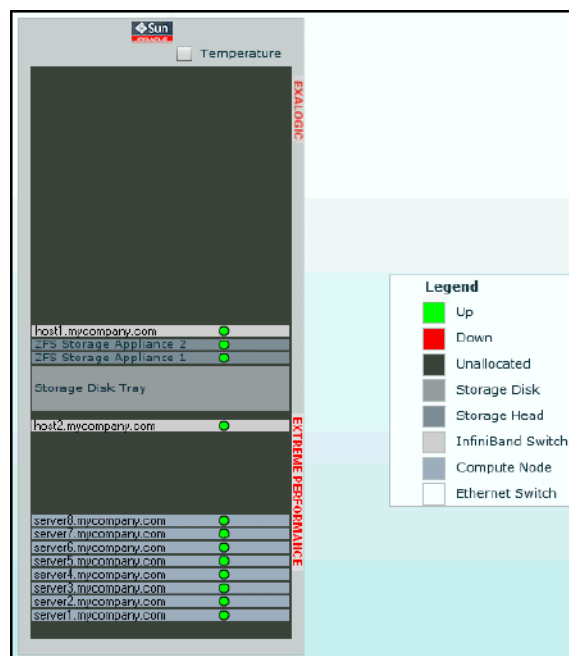 Sun
ORACLE
Temperature
EXALOGIC
host1.mycompany.com
ZFS Storage Appliance 2
ZFS Storage Appliance 1
Storage Disk Tray
host2.mycompany.com
EXTREME PERFORMANCE
server8.mycompany.com
server7.mycompany.com
server6.mycompany.com
server5.mycompany.com
server4.mycompany.com
server3.mycompany.com
server2.mycompany.com
server1.mycompany.com
Legend
Up
Down
Unallocated
Storage Disk
Storage Head
InfiniBand Switch
Compute Node
Ethernet Switch